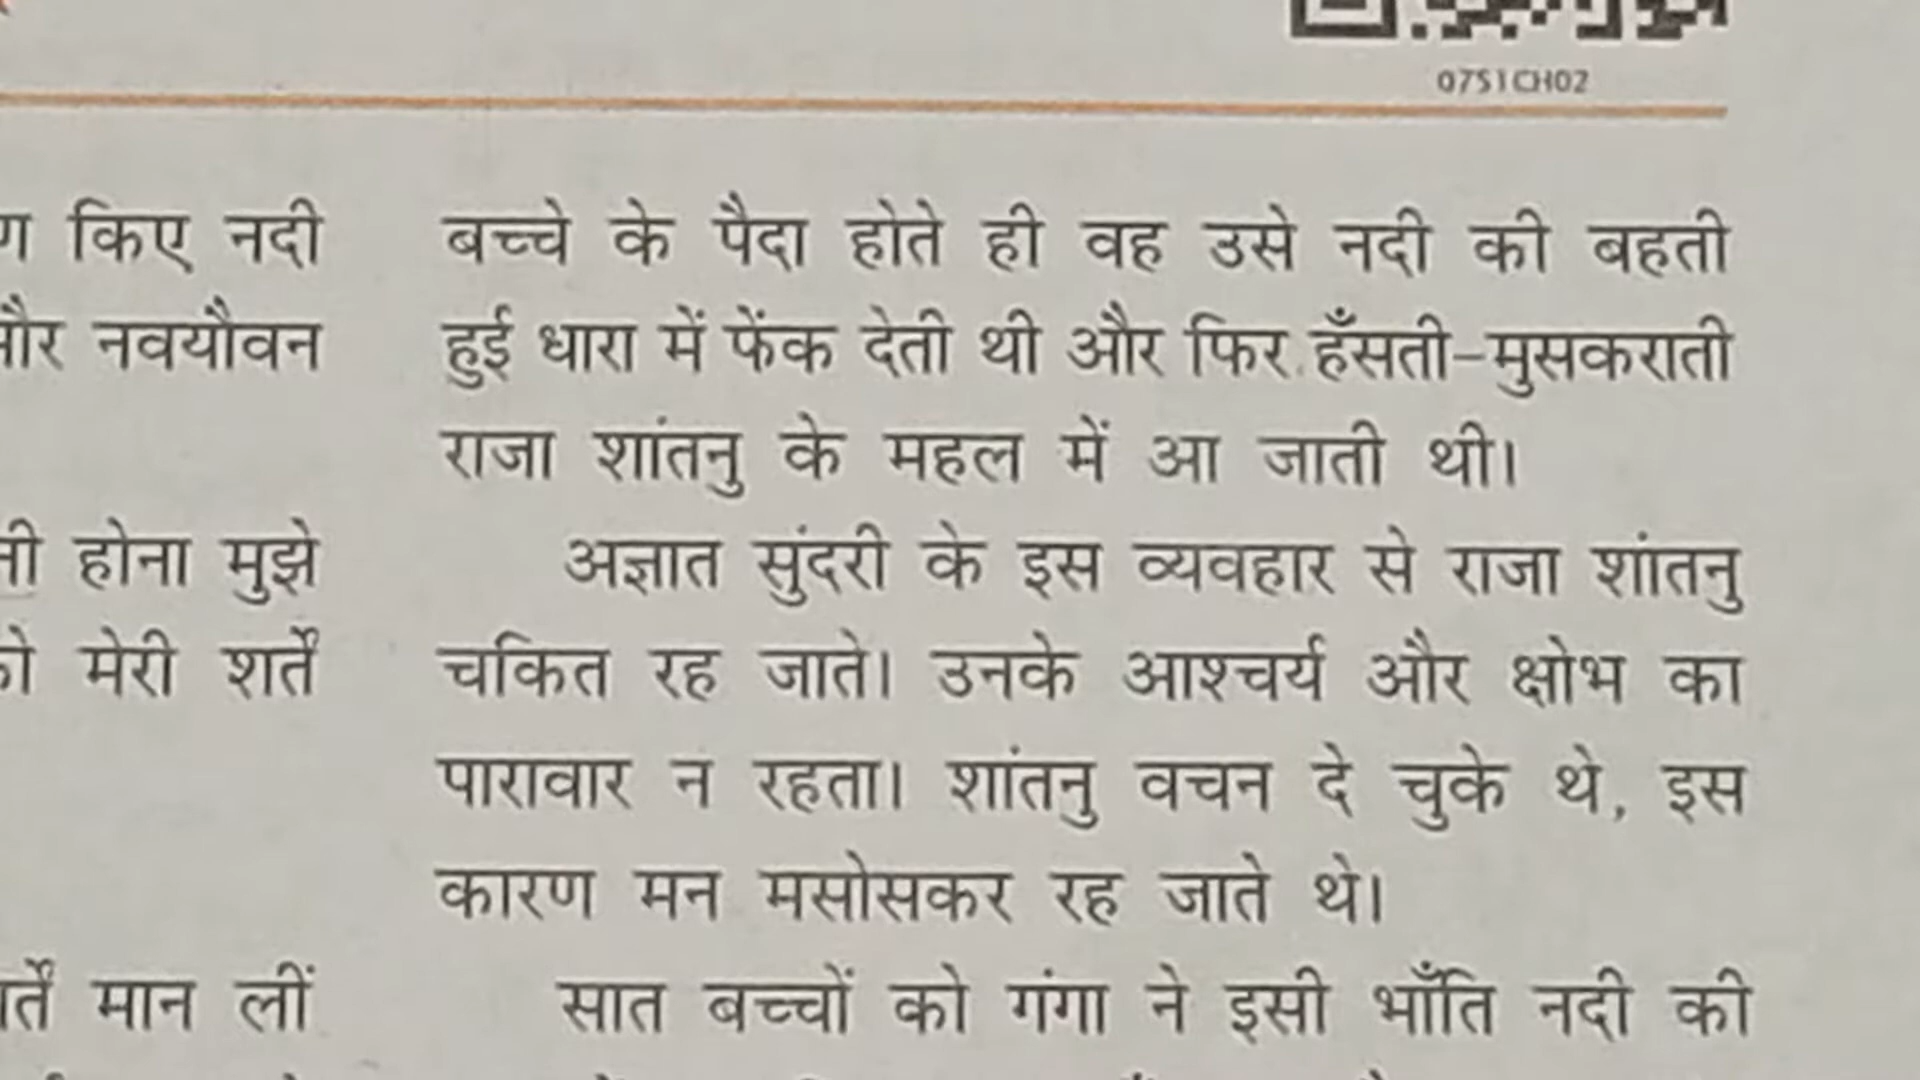 0751CH02
किए नदी
नवयौवन
होना मुझे
मेरी शर्तें
मान लीं
बच्चे के पैदा होते ही वह उसे नदी की बहती
हुई धारा में फेंक देती थी और फिर हँसती-मुसकराती
राजा शांतनु के महल में आ जाती थी।
अज्ञात सुंदरी के इस व्यवहार से राजा शांतनु
चकित रह जाते। उनके आश्चर्य और क्षोभ का
पारावार न रहता। शांतनु वचन दे चुके थे, इस
कारण मन मसोसकर रह जाते थे।
सात बच्चों को गंगा ने इसी भाँति नदी की